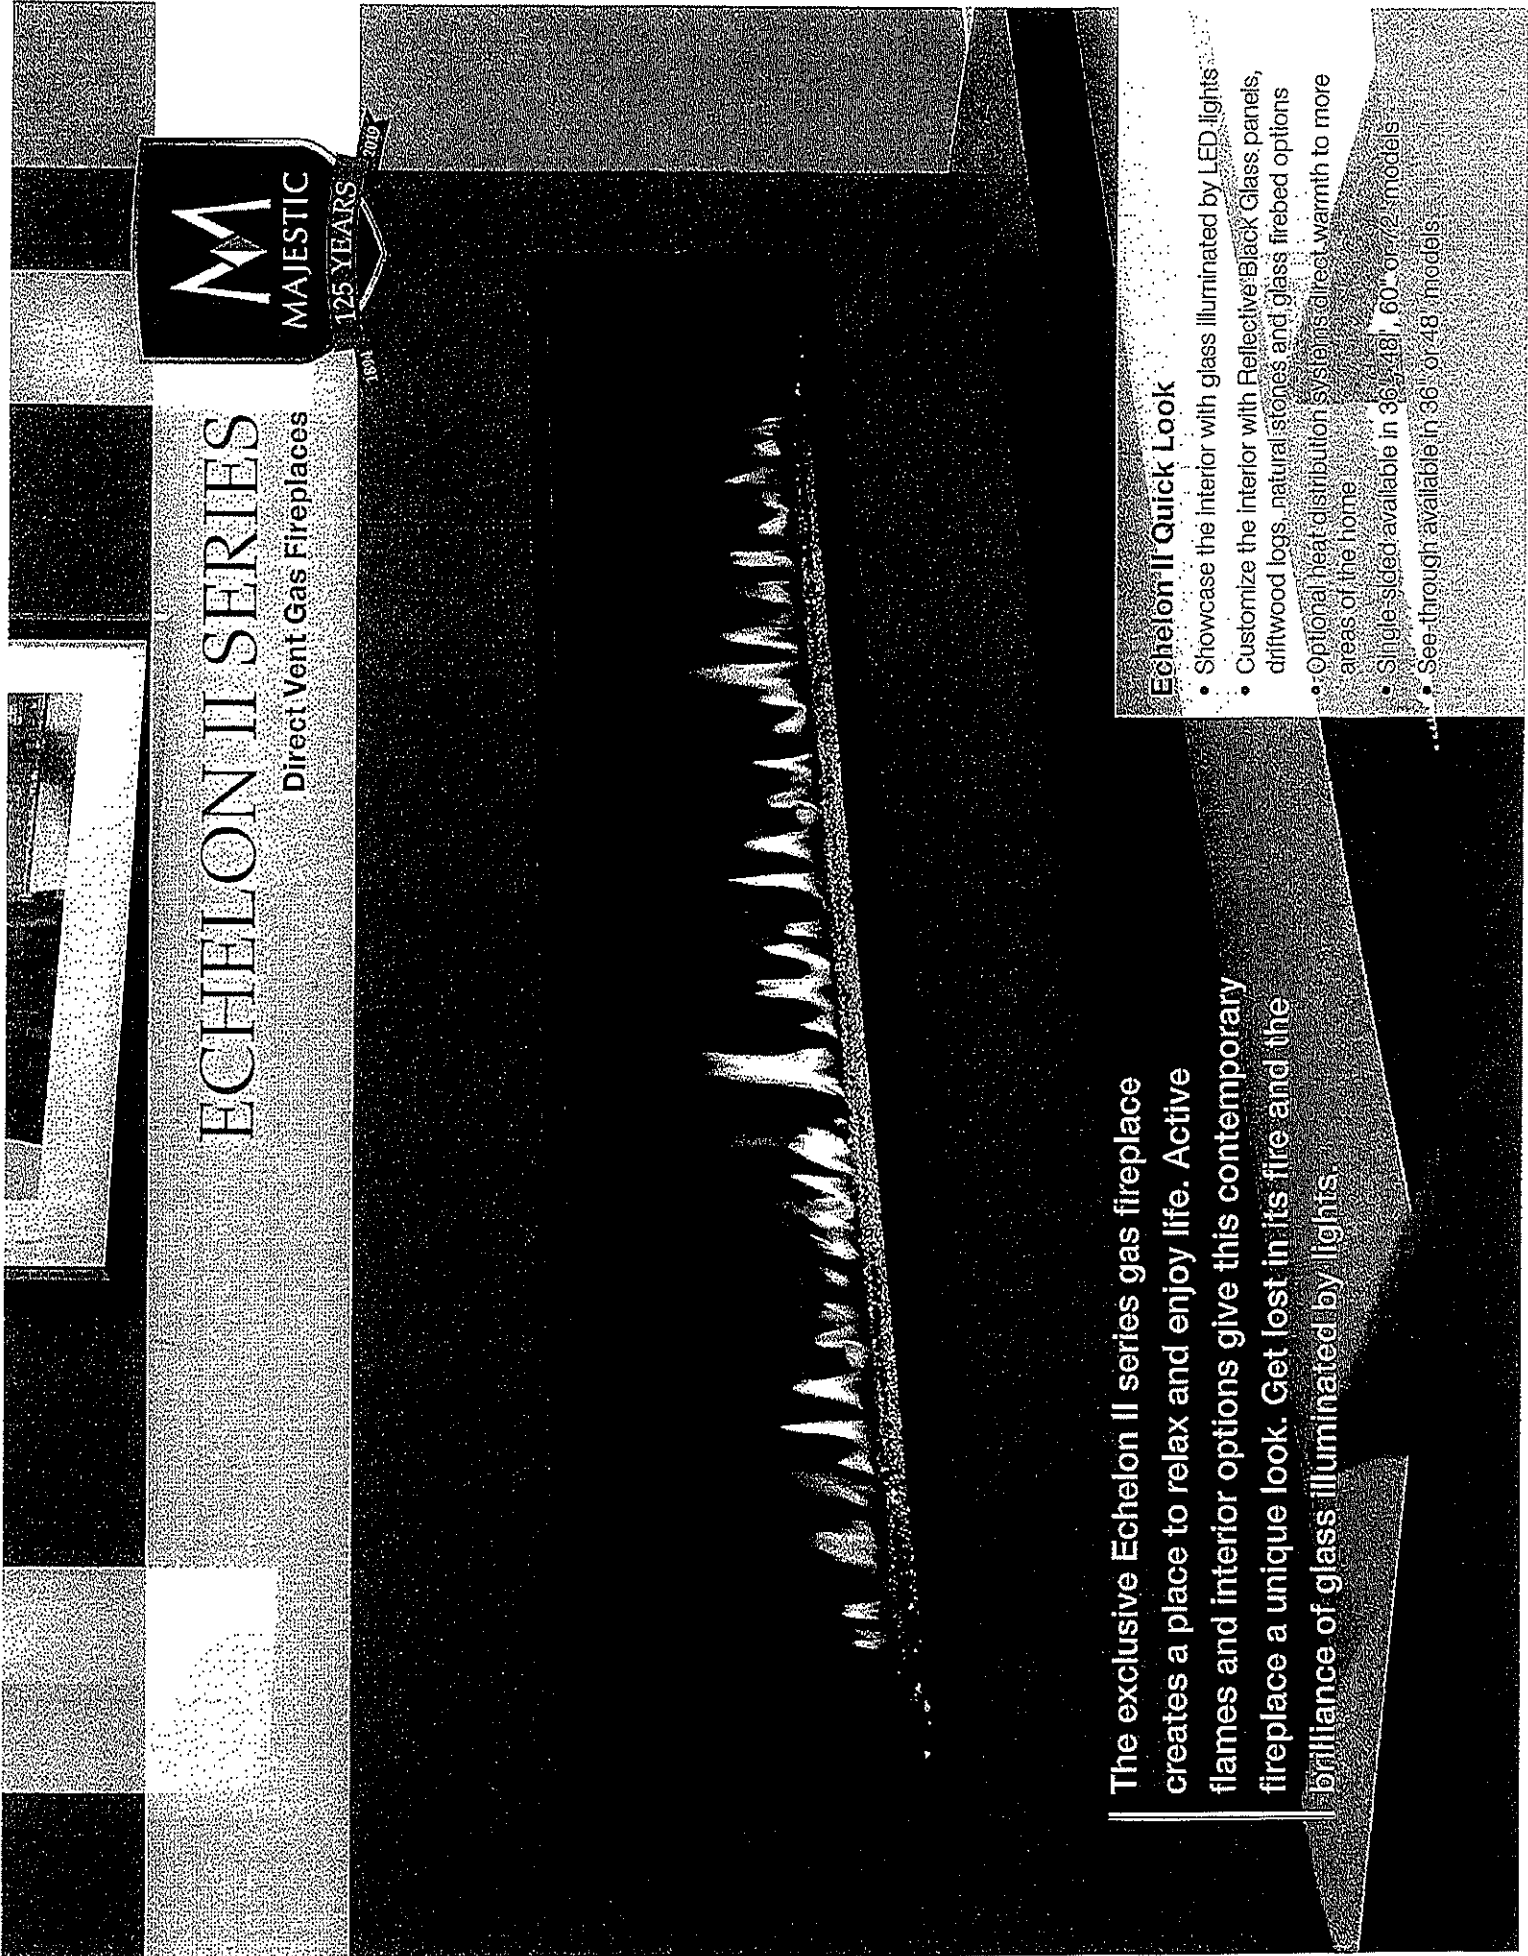 ECHELON II SERIES
Direct Vent Gas Fireplaces
MAJESTIC
125 YEARS
1894 2019
The exclusive Echelon II series gas fireplace
creates a place to relax and enjoy life. Active
flames and interior options give this contemporary
fireplace a unique look. Get lost in its fire and the
brilliance of glass illuminated by lights.
Echelon II Quick Look
• Showcase the interior with glass illuminated by LED lights
• Customize the interior with Reflective Black Glass panels,
driftwood logs, natural stones and glass firebed options
• Optional heat distribution systems direct warmth to more
areas of the home
• Single-sided available in 36", 48", 60" or 72" models
• See-through available in 36" or 48" models